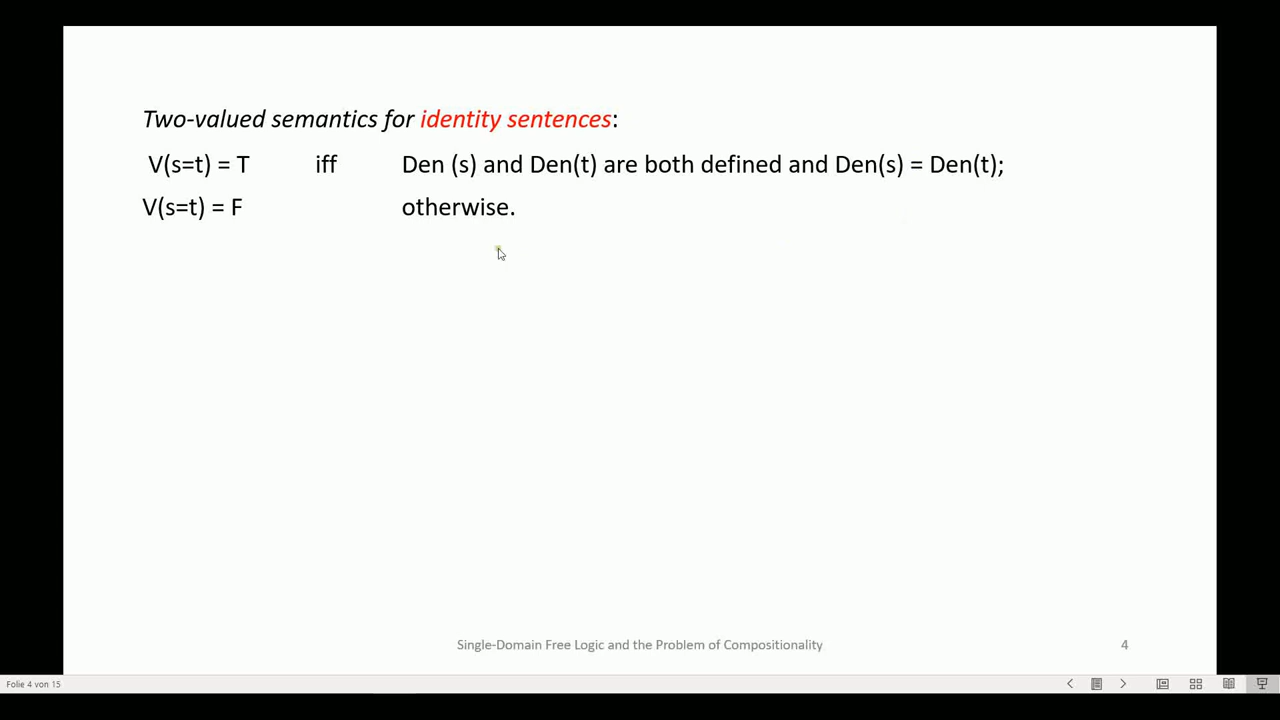 Two-valued semantics for identity sentences:
V(s=t) = T iff Den (s) and Den(t) are both defined and Den(s) = Den(t);
V(s=t) = F otherwise.
Single-Domain Free Logic and the Problem of Compositionality 4
Folie 4 von 15